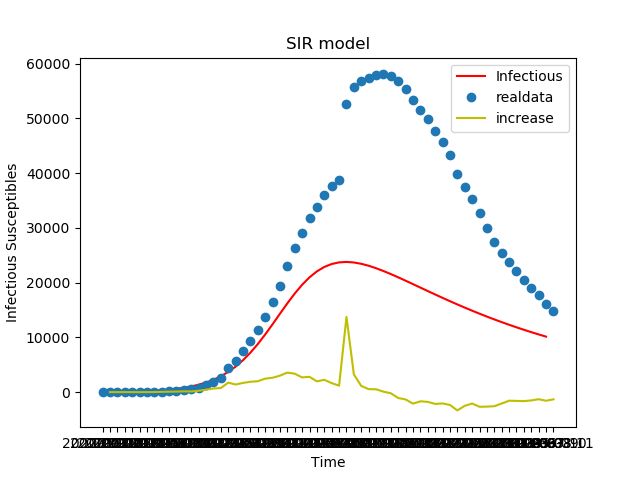 SIR model
Infectious
realdata
increase
60000
50000
40000
30000
20000
10000
0
Infectious Susceptibles
Time